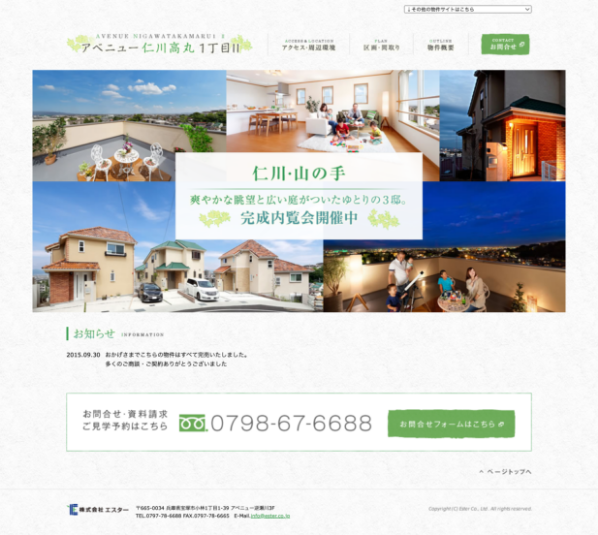 ↓その他の物件サイトはこちら
AVENUE NIGAWATAKAMARU1 2
アベニュー仁川高丸1丁目II
ACCESS & LOCATION
アクセス・周辺環境
PLAN
区画・間取り
OUTLINE
物件概要
CONTACT
お問合せ
仁川・山の手
爽やかな眺望と広い庭がついたゆとりの3邸。
完成内覧会開催中
お知らせ INFORMATION
2015.09.30 おかげさまでこちらの物件はすべて完売いたしました。
多くのご商談・ご契約ありがとうございました
お問合せ・資料請求
ご見学予約はこちら
0798-67-6688
お問合せフォームはこちら
ページトップへ
株式会社 エスター
〒665-0034 兵庫県宝塚市小林1丁目1-39 アベニュー逆瀬川3F
TEL.0797-78-6688 FAX.0797-78-6665 E-Mail.info@ester.co.jp
Copyright(C) Ester Co., Ltd. All rights reserved.